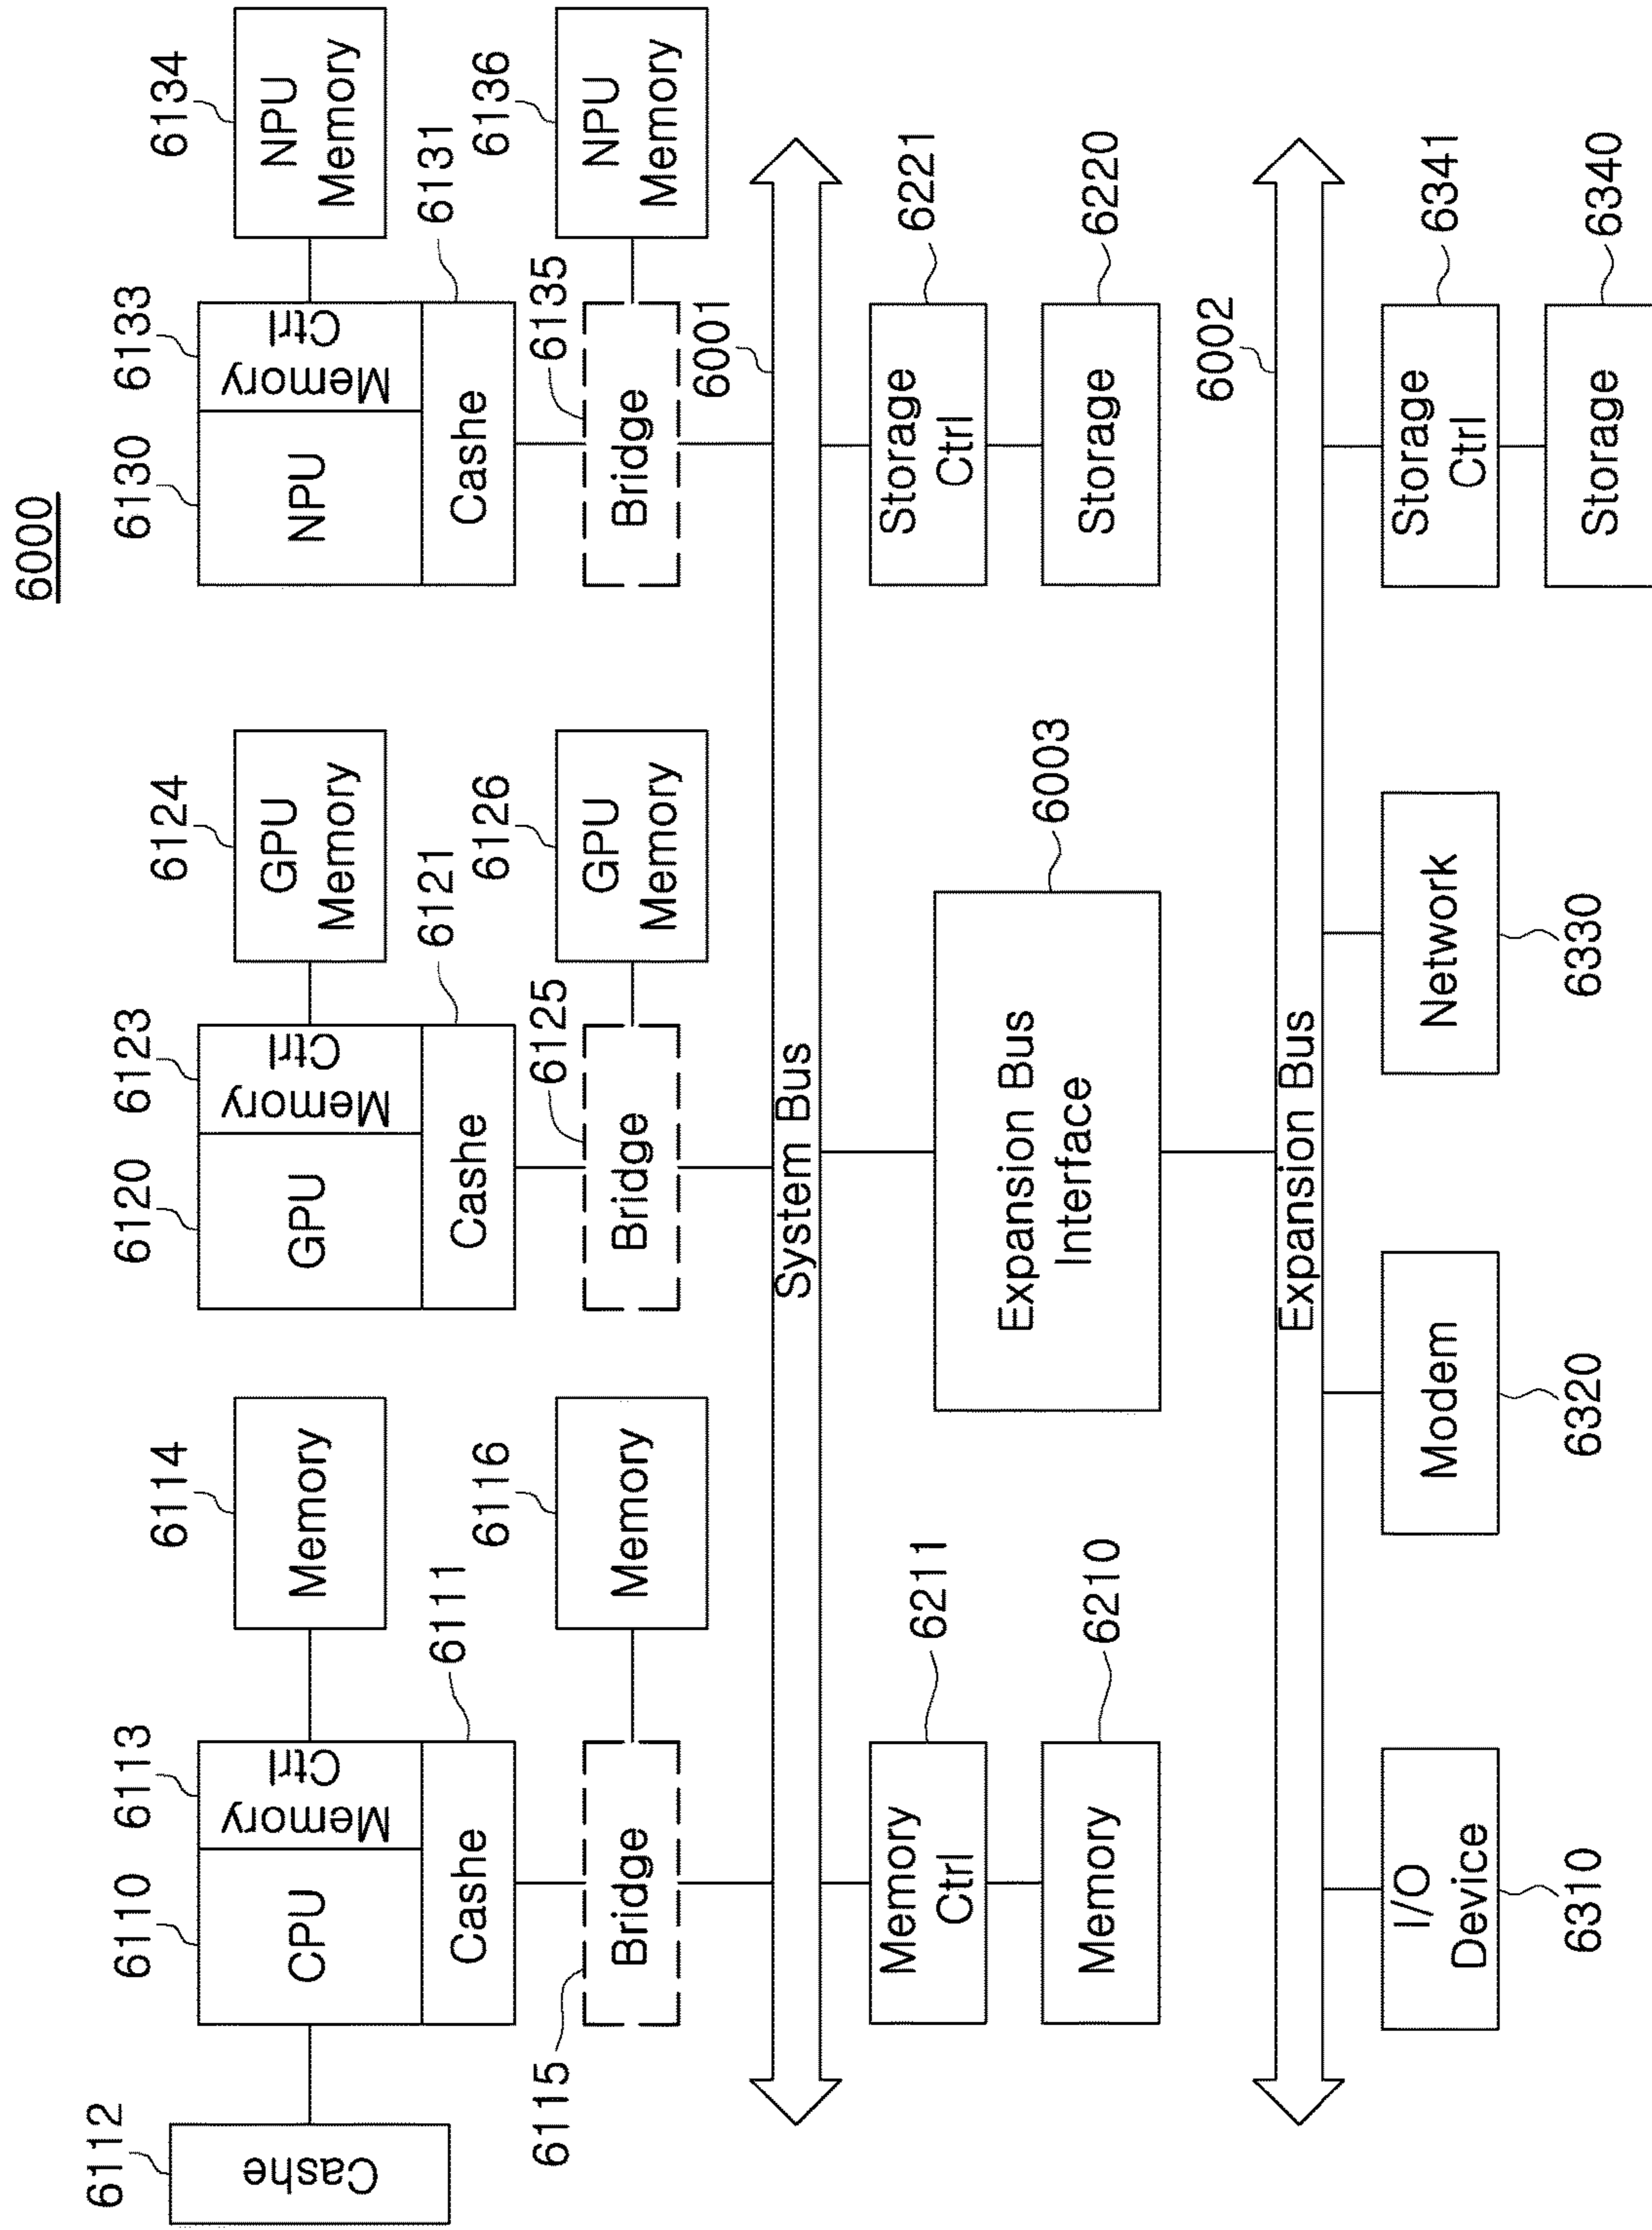 6000
6112
Cashe
6110
CPU
6113
Memory
Ctrl
6114
Memory
6111
Cashe
6115
Bridge
6116
Memory
6120
GPU
6123
Memory
Ctrl
6124
GPU
Memory
6121
Cashe
6125
Bridge
6126
GPU
Memory
6130
NPU
6133
Memory
Ctrl
6134
NPU
Memory
6131
Cashe
6135
Bridge
6136
NPU
Memory
System Bus
6001
Memory
Ctrl
6211
Memory
6210
Expansion Bus
Interface
6003
Storage
Ctrl
6221
Storage
6220
Expansion Bus
6002
I/O
Device
6310
Modem
6320
Network
6330
Storage
Ctrl
6341
Storage
6340